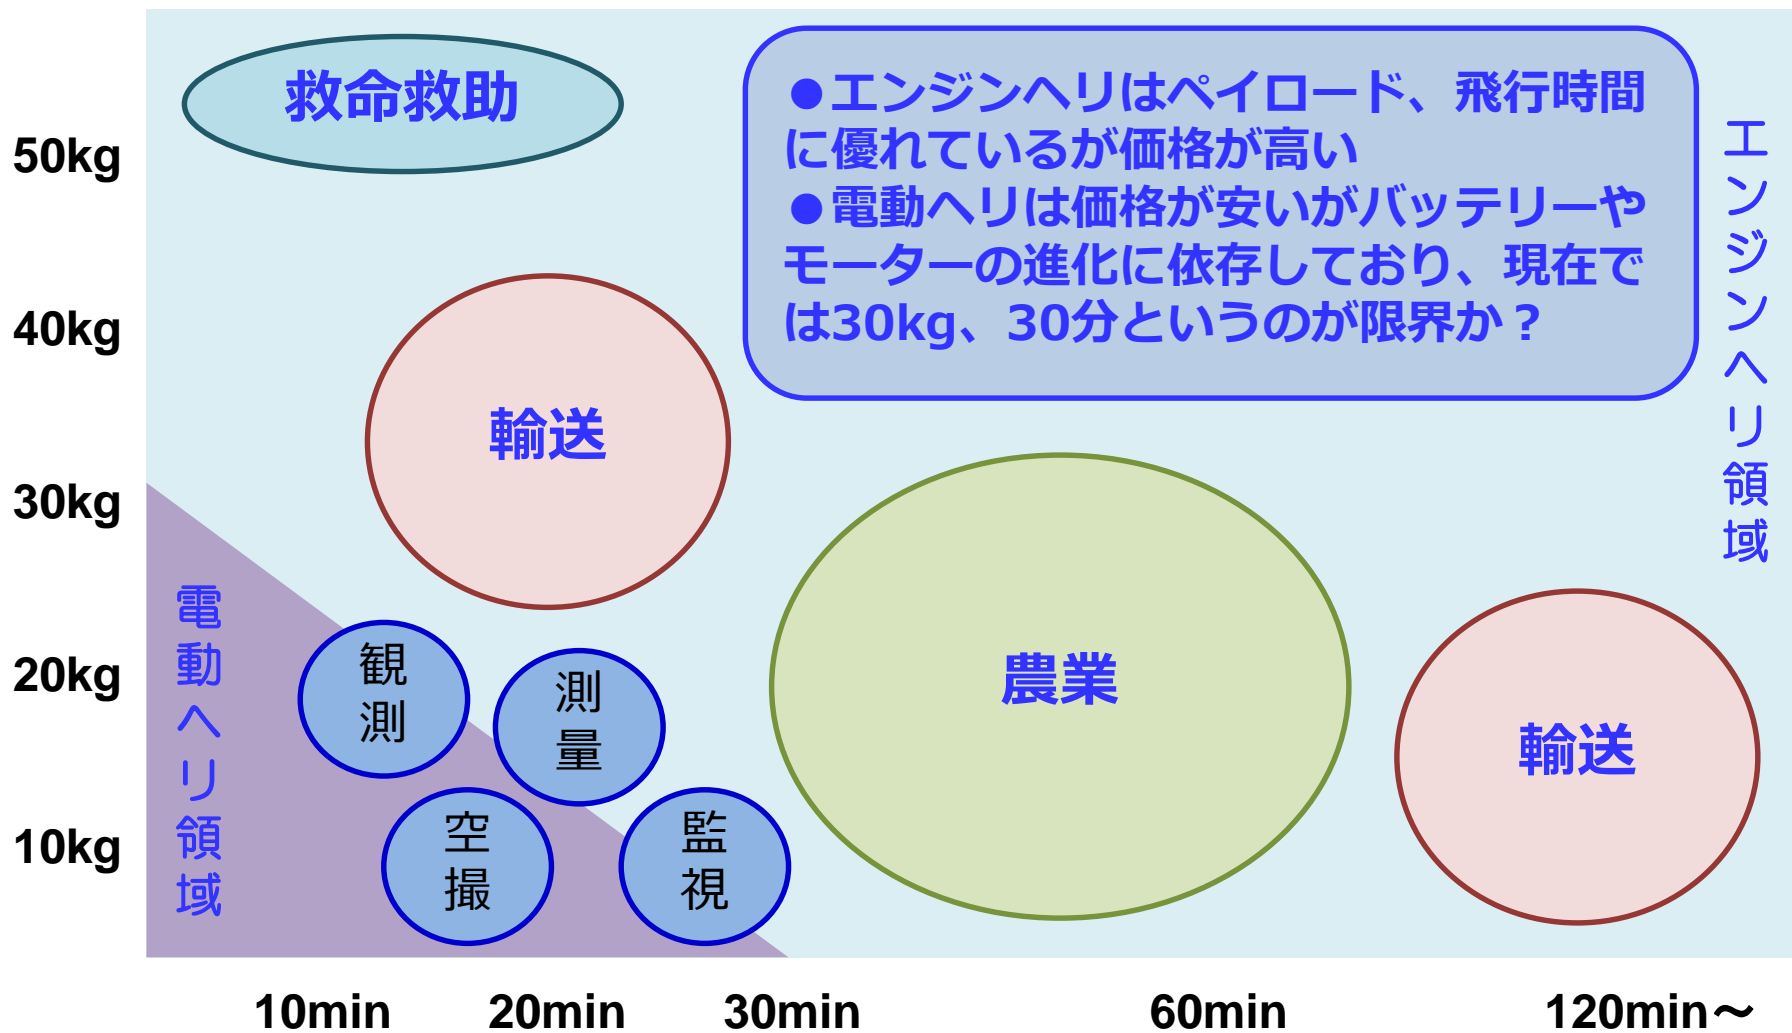 救命救助
●エンジンヘリはペイロード、飛行時間
に優れているが価格が高い
●電動ヘリは価格が安いがバッテリーや
モーターの進化に依存しており、現在で
は30kg、30分というのが限界か？
エンジンヘリ領域
50kg
40kg
30kg
20kg
10kg
輸送
農業
輸送
電動ヘリ領域
観
測
測
量
空
撮
監
視
10min
20min
30min
60min
120min～